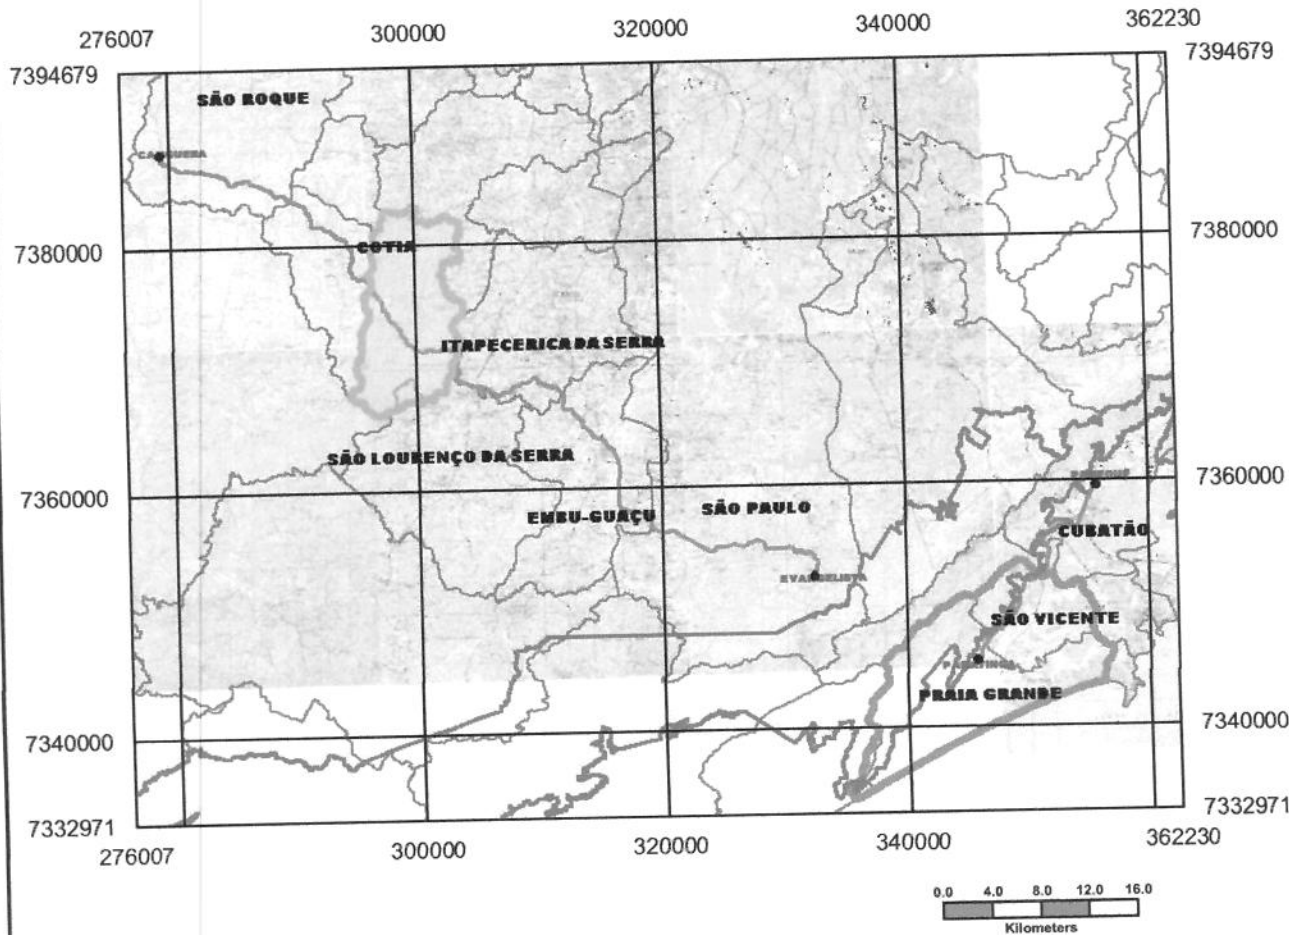 276007 300000 320000 340000 362230
7394679 7394679
SÃO ROQUE
COTIA
7380000 7380000
ITAPECERICA DA SERRA
SÃO LOURENÇO DA SERRA
7360000 7360000
EMBU-GUAÇU SÃO PAULO
CUBATÃO
EVANGELISTA
SÃO VICENTE
PRAIA GRANDE
7340000 7340000
7332971 7332971
276007 300000 320000 340000 362230
0.0 4.0 8.0 12.0 16.0
Kilometers